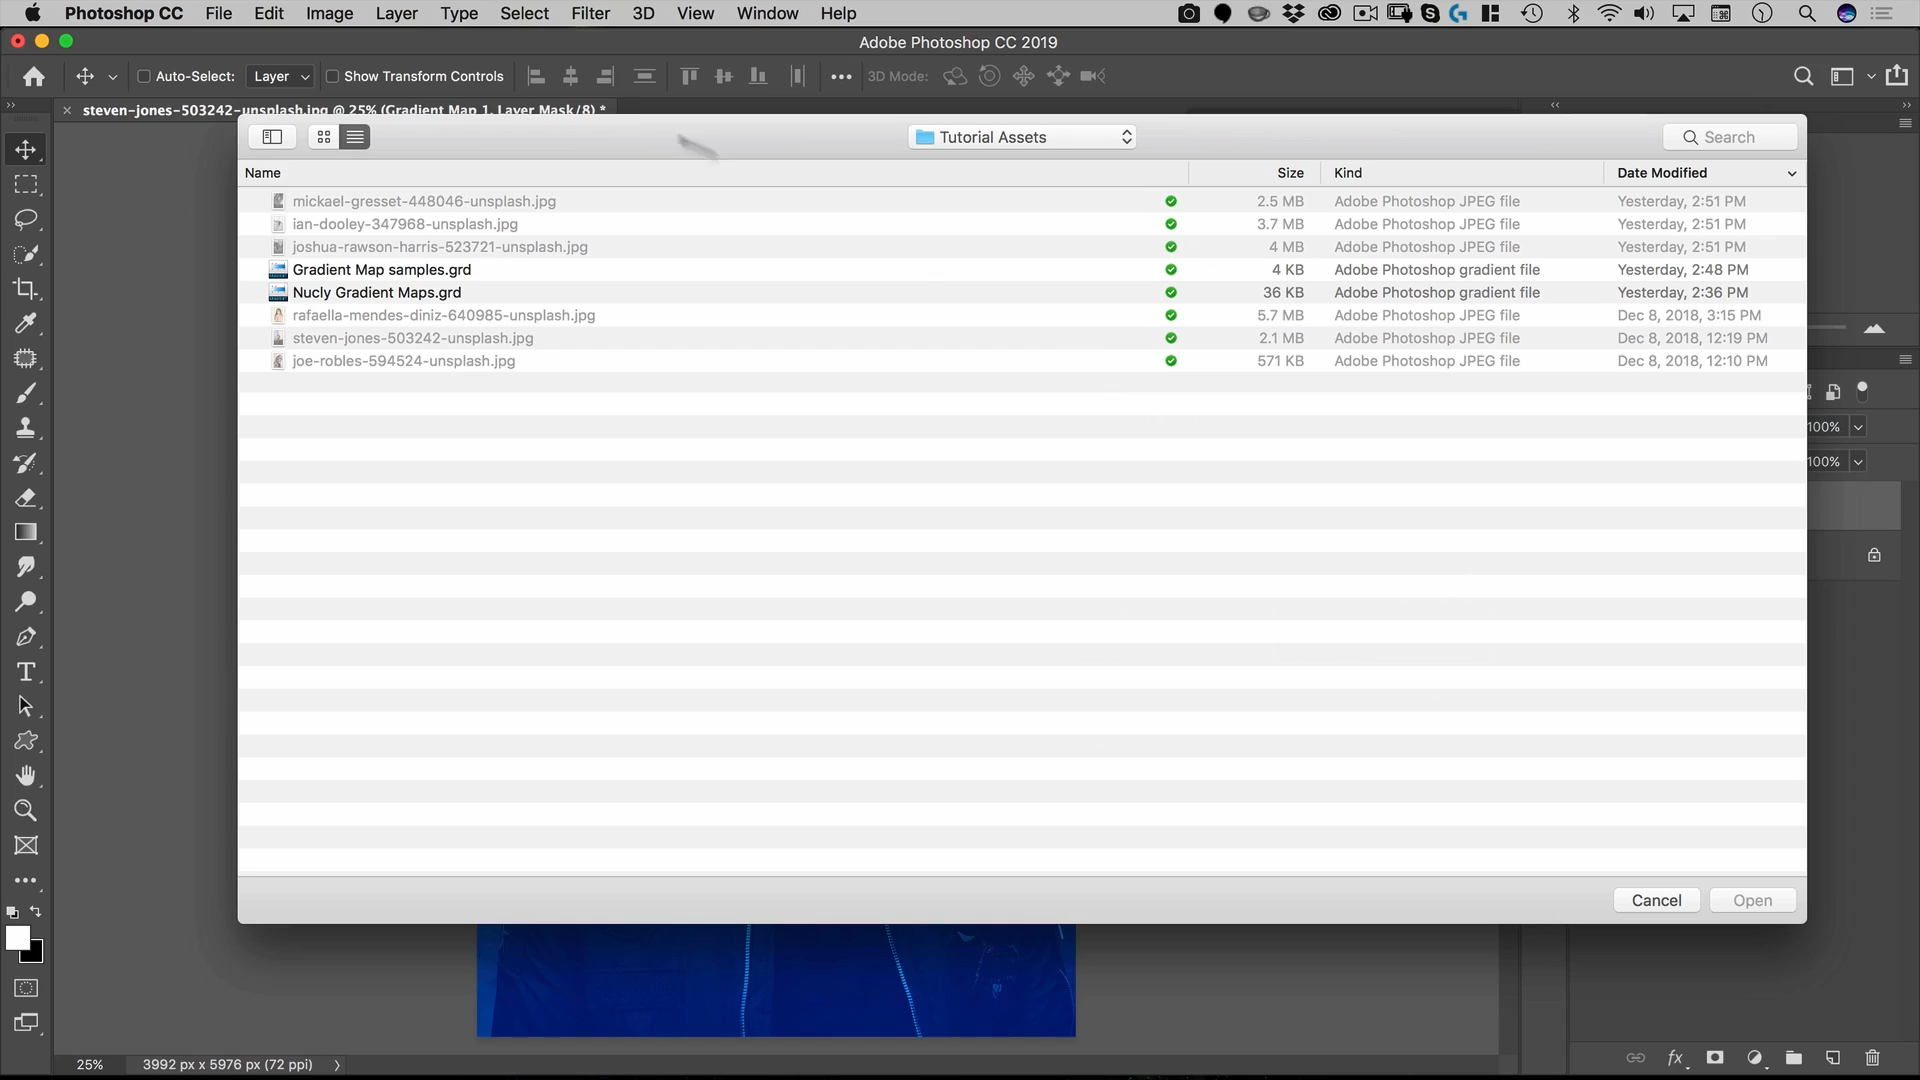 Photoshop CC File Edit Image Layer Type Select Filter 3D View Window Help
Adobe Photoshop CC 2019
Auto-Select: Layer Show Transform Controls 3D Mode:
steven-jones-503242-unsplash.jpg @ 25% (Gradient Map 1, Layer Mask/8) *
Tutorial Assets Search
Name Size Kind Date Modified
mickael-gresset-448046-unsplash.jpg 2.5 MB Adobe Photoshop JPEG file Yesterday, 2:51 PM
ian-dooley-347968-unsplash.jpg 3.7 MB Adobe Photoshop JPEG file Yesterday, 2:51 PM
joshua-rawson-harris-523721-unsplash.jpg 4 MB Adobe Photoshop JPEG file Yesterday, 2:51 PM
Gradient Map samples.grd 4 KB Adobe Photoshop gradient file Yesterday, 2:48 PM
Nucly Gradient Maps.grd 36 KB Adobe Photoshop gradient file Yesterday, 2:36 PM
rafaella-mendes-diniz-640985-unsplash.jpg 5.7 MB Adobe Photoshop JPEG file Dec 8, 2018, 3:15 PM
steven-jones-503242-unsplash.jpg 2.1 MB Adobe Photoshop JPEG file Dec 8, 2018, 12:19 PM
joe-robles-594524-unsplash.jpg 571 KB Adobe Photoshop JPEG file Dec 8, 2018, 12:10 PM
100%
100%
Cancel Open
25% 3992 px x 5976 px (72 ppi)
fx